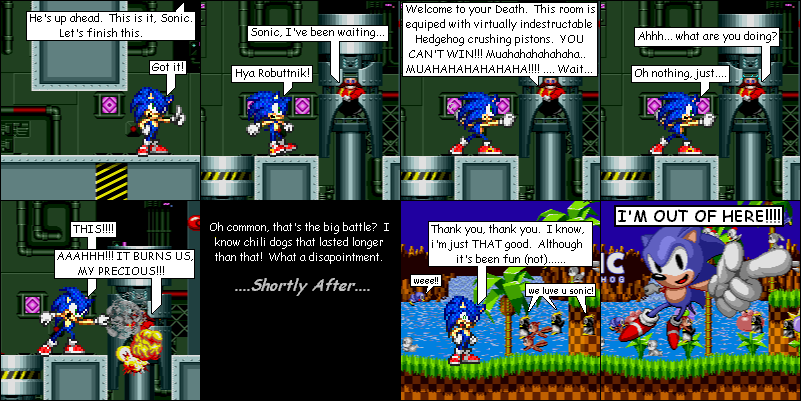 He's up ahead. This is it, Sonic.
Let's finish this.
Got it!
Sonic, I've been waiting...
Hya Robuttnik!
Welcome to your Death. This room is
equiped with virtually indestructable
Hedgehog crushing pistons. YOU
CAN'T WIN!!! Muahahahahahaha..
MUAHAHAHAHAHAHA!!!! .... Wait...
Ahhh... what are you doing?
Oh nothing, just....
THIS!!!!
AAAHHH!!! IT BURNS US,
MY PRECIOUS!!!
Oh common, that's the big battle? I
know chili dogs that lasted longer
than that! What a disapointment.
....Shortly After....
Thank you, thank you. I know,
i'm just THAT good. Although
it's been fun (not)......
weee!!
we luve u sonic!
I'M OUT OF HERE!!!!
IC
HOG